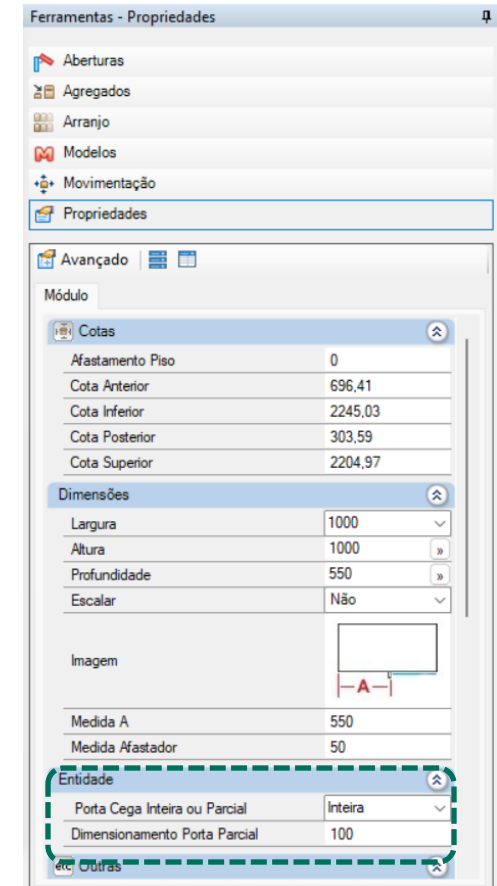 Ferramentas - Propriedades
Aberturas
Agregados
Arranjo
Modelos
Movimentação
Propriedades
Avançado
Módulo
Cotas
Afastamento Piso 0
Cota Anterior 696,41
Cota Inferior 2245,03
Cota Posterior 303,59
Cota Superior 2204,97
Dimensões
Largura 1000
Altura 1000 »
Profundidade 550 »
Escalar Não
Imagem
A
Medida A 550
Medida Afastador 50
Entidade
Porta Cega Inteira ou Parcial Inteira
Dimensionamento Porta Parcial 100
etc Outras